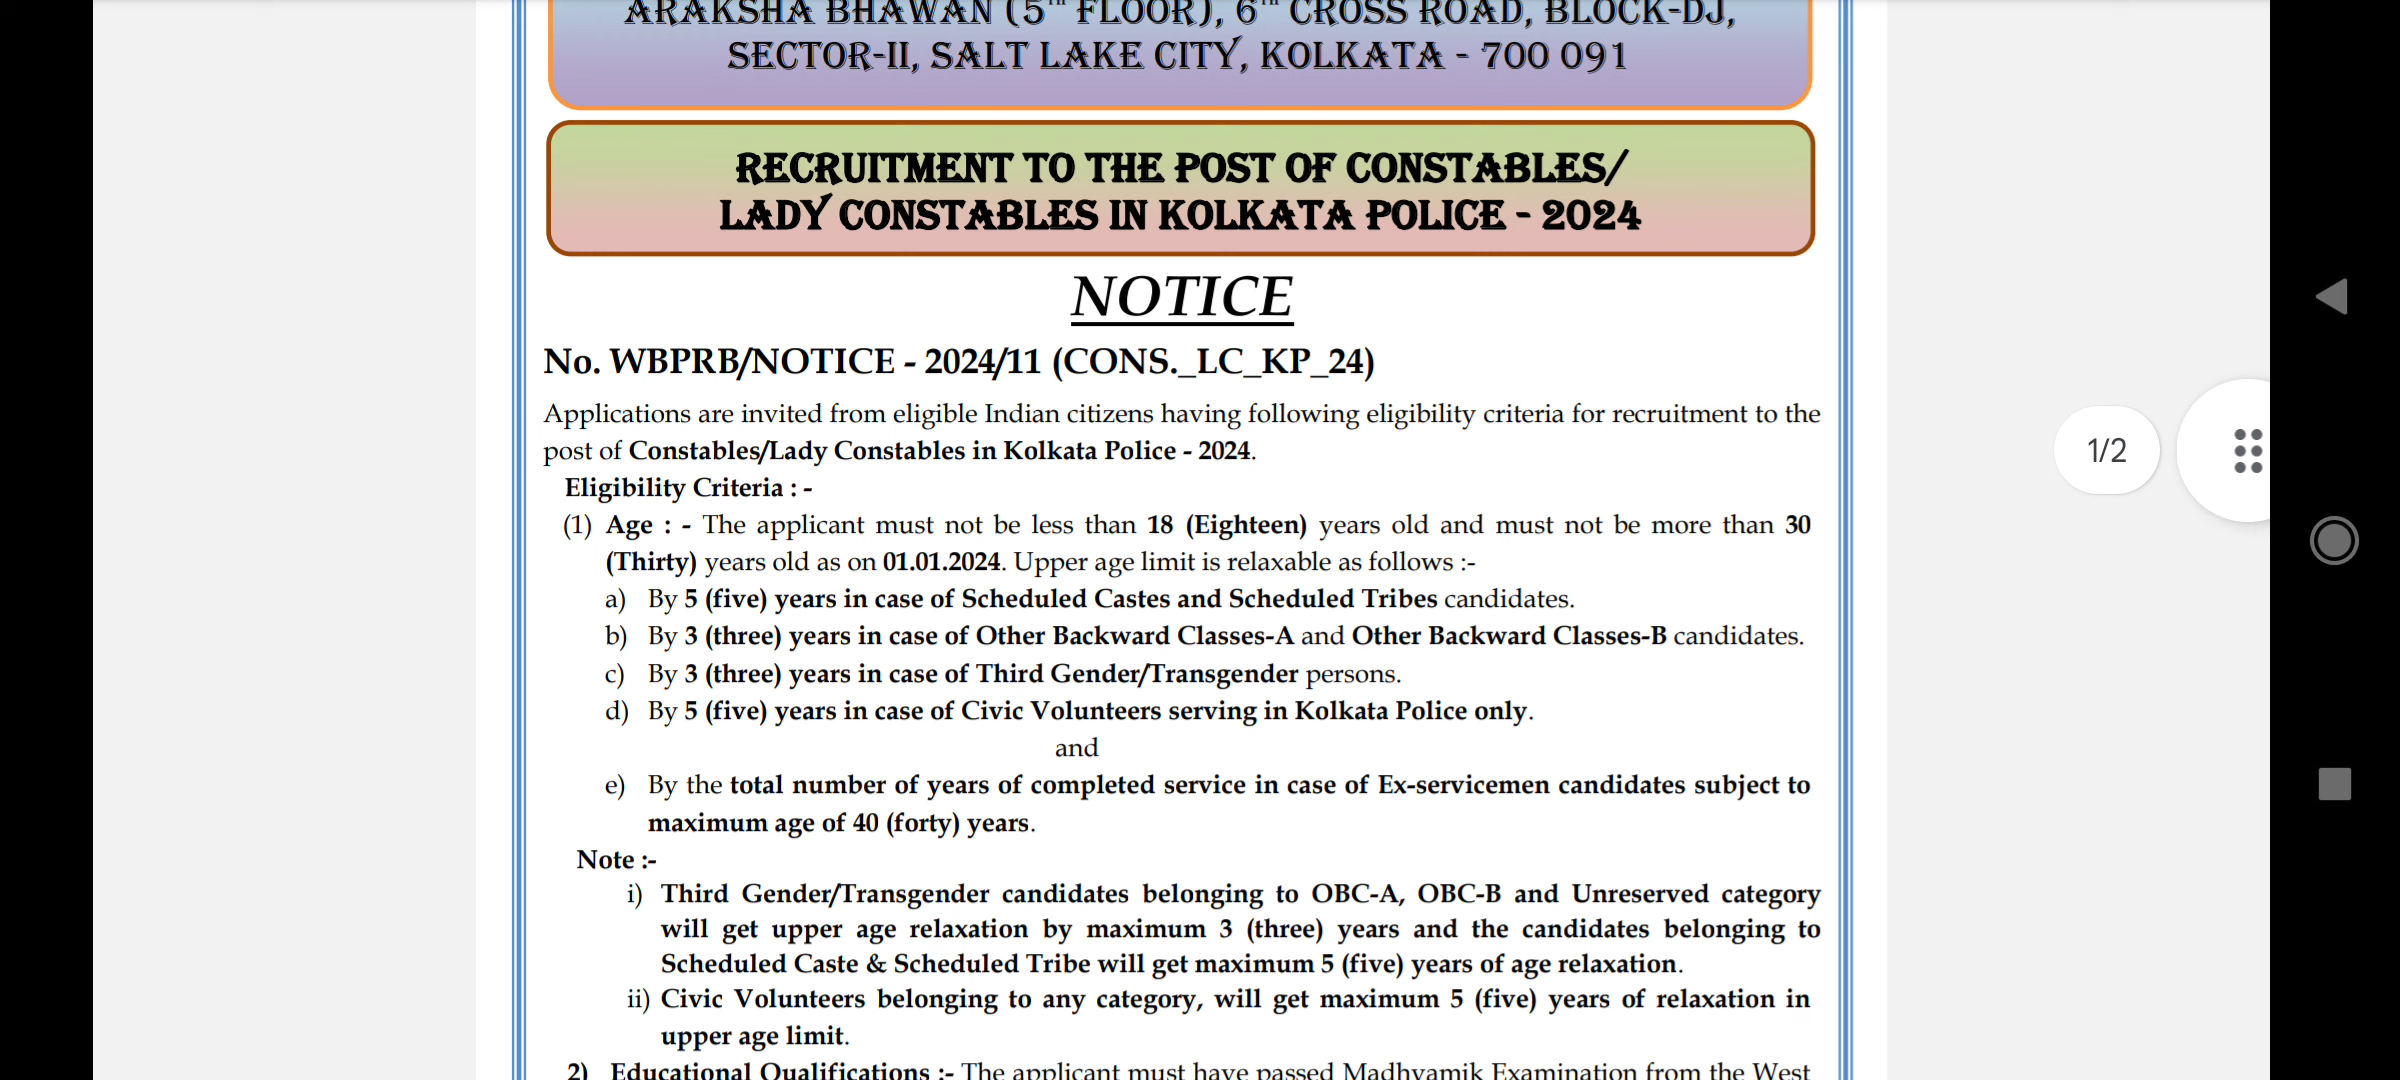 ARAKSHA BHAWAN (5TH FLOOR), 6TH CROSS ROAD, BLOCK-DJ,
SECTOR-II, SALT LAKE CITY, KOLKATA - 700 091
RECRUITMENT TO THE POST OF CONSTABLES/
LADY CONSTABLES IN KOLKATA POLICE - 2024
NOTICE
No. WBPRB/NOTICE - 2024/11 (CONS._LC_KP_24)
Applications are invited from eligible Indian citizens having following eligibility criteria for recruitment to the
post of Constables/Lady Constables in Kolkata Police - 2024.
Eligibility Criteria : -
(1) Age : - The applicant must not be less than 18 (Eighteen) years old and must not be more than 30
(Thirty) years old as on 01.01.2024. Upper age limit is relaxable as follows :-
a) By 5 (five) years in case of Scheduled Castes and Scheduled Tribes candidates.
b) By 3 (three) years in case of Other Backward Classes-A and Other Backward Classes-B candidates.
c) By 3 (three) years in case of Third Gender/Transgender persons.
d) By 5 (five) years in case of Civic Volunteers serving in Kolkata Police only.
and
e) By the total number of years of completed service in case of Ex-servicemen candidates subject to
maximum age of 40 (forty) years.
Note :-
i) Third Gender/Transgender candidates belonging to OBC-A, OBC-B and Unreserved category
will get upper age relaxation by maximum 3 (three) years and the candidates belonging to
Scheduled Caste & Scheduled Tribe will get maximum 5 (five) years of age relaxation.
ii) Civic Volunteers belonging to any category, will get maximum 5 (five) years of relaxation in
upper age limit.
2) Educational Qualifications :- The applicant must have passed Madhyamik Examination from the West
1/2